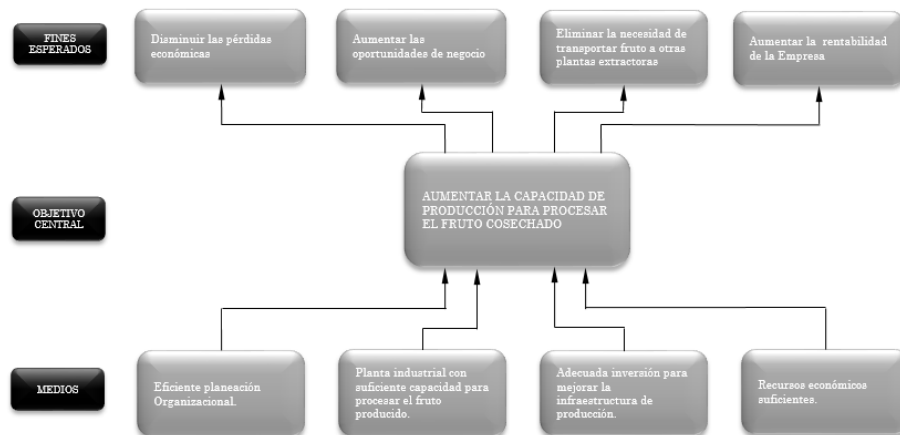 FINES
ESPERADOS
Disminuir las pérdidas
económicas
Aumentar las
oportunidades de negocio
Eliminar la necesidad de
transportar fruto a otras
plantas extractoras
Aumentar la rentabilidad
de la Empresa
OBJETIVO
CENTRAL
AUMENTAR LA CAPACIDAD DE
PRODUCCIÓN PARA PROCESAR
EL FRUTO COSECHADO
MEDIOS
Eficiente planeación
Organizacional.
Planta industrial con
suficiente capacidad para
procesar el fruto
producido.
Adecuada inversión para
mejorar la
infraestructura de
producción.
Recursos económicos
suficientes.